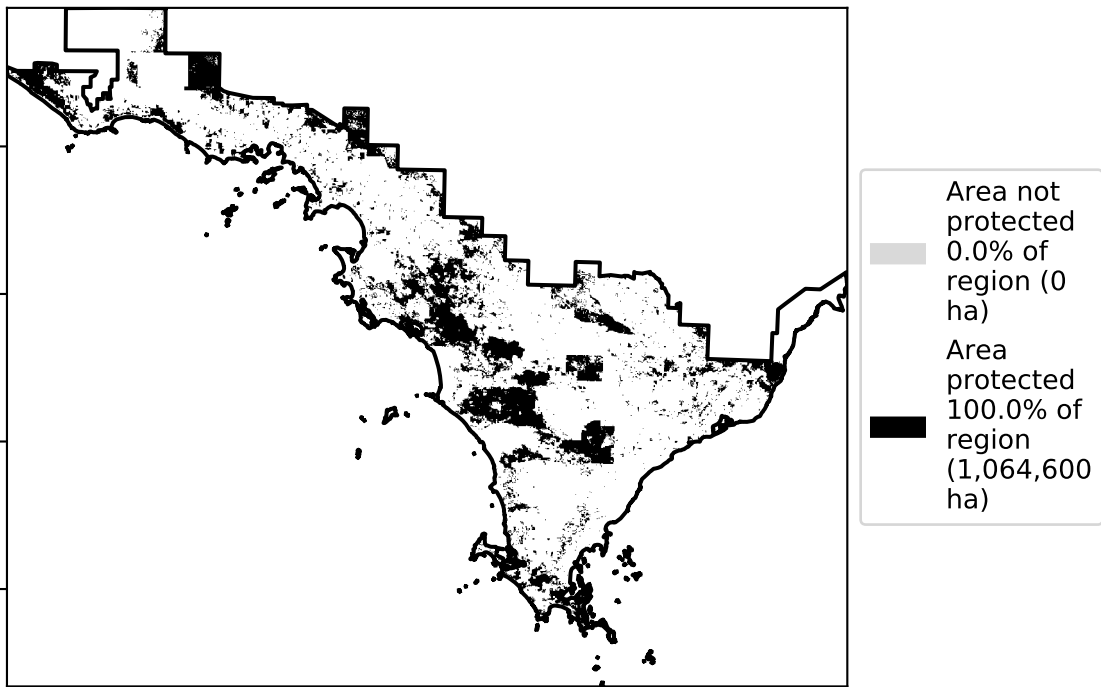 Area not
protected
0.0% of
region (0
ha)
Area
protected
100.0% of
region
(1,064,600
ha)